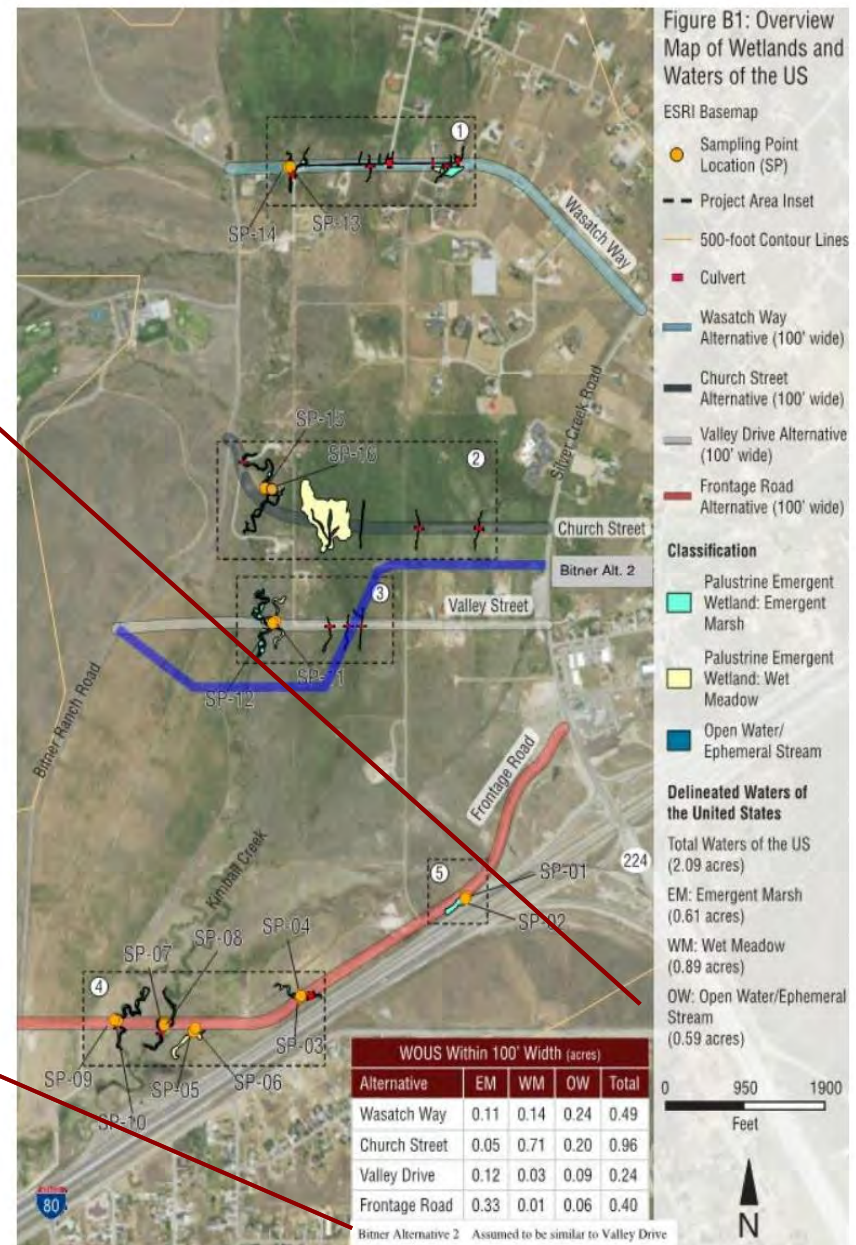 Figure B1: Overview
Map of Wetlands and
Waters of the US
ESRI Basemap
Sampling Point
Location (SP)
Project Area Inset
500-foot Contour Lines
Culvert
Wasatch Way
Alternative (100' wide)
Church Street
Alternative (100' wide)
Valley Drive Alternative
(100' wide)
Frontage Road
Alternative (100' wide)
Classification
Palustrine Emergent
Wetland: Emergent
Marsh
Palustrine Emergent
Wetland: Wet
Meadow
Open Water/
Ephemeral Stream
Delineated Waters of
the United States
Total Waters of the US
(2.09 acres)
EM: Emergent Marsh
(0.61 acres)
WM: Wet Meadow
(0.89 acres)
OW: Open Water/Ephemeral
Stream
(0.59 acres)
0 950 1900
Feet
N
1
SP-14
SP-13
Wasatch Way
Silver Creek Road
SP-15
SP-16
2
Church Street
Bitner Alt. 2
3
Valley Street
SP-12
SP-11
Bitner Ranch Road
Frontage Road
Kimball Creek
5
SP-01
224
SP-02
SP-04
SP-07
SP-08
4
SP-03
SP-09
SP-05
SP-06
SP-10
80
WOUS Within 100' Width (acres)
Alternative EM WM OW Total
Wasatch Way 0.11 0.14 0.24 0.49
Church Street 0.05 0.71 0.20 0.96
Valley Drive 0.12 0.03 0.09 0.24
Frontage Road 0.33 0.01 0.06 0.40
Bitner Alternative 2 Assumed to be similar to Valley Drive